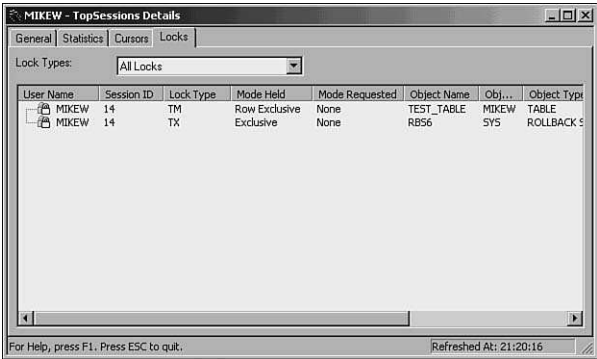 MIKEW - TopSessions Details
General Statistics Cursors Locks
Lock Types: All Locks
User Name Session ID Lock Type Mode Held Mode Requested Object Name Obj... Object Type
MIKEW 14 TM Row Exclusive None TEST_TABLE MIKEW TABLE
MIKEW 14 TX Exclusive None RBS6 SYS ROLLBACK S
For Help, press F1. Press ESC to quit. Refreshed At: 21:20:16